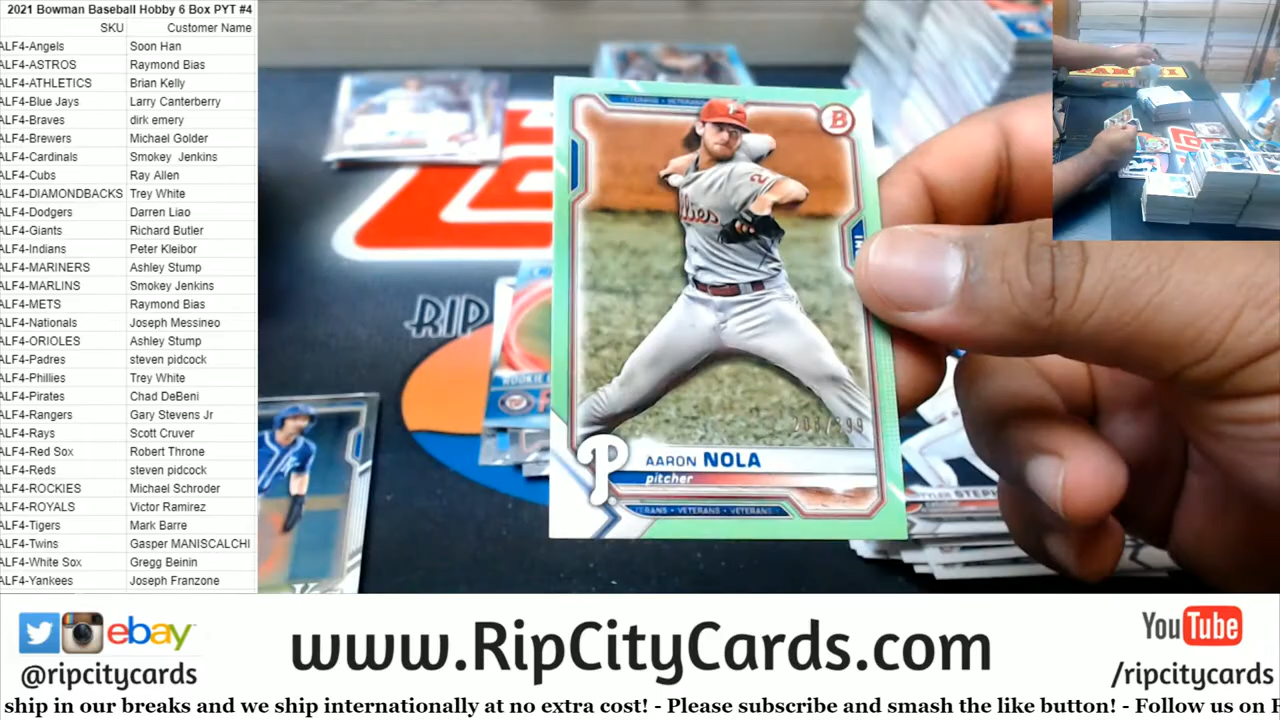 2021 Bowman Baseball Hobby 6 Box PYT #4
SKU Customer Name
ALF4-Angels Soon Han
ALF4-ASTROS Raymond Bias
ALF4-ATHLETICS Brian Kelly
ALF4-Blue Jays Larry Canterberry
ALF4-Braves dirk emery
ALF4-Brewers Michael Golder
ALF4-Cardinals Smokey Jenkins
ALF4-Cubs Ray Allen
ALF4-DIAMONDBACKS Trey White
ALF4-Dodgers Darren Liao
ALF4-Giants Richard Butler
ALF4-Indians Peter Kleibor
ALF4-MARINERS Ashley Stump
ALF4-MARLINS Smokey Jenkins
ALF4-METS Raymond Bias
ALF4-Nationals Joseph Messineo
ALF4-ORIOLES Ashley Stump
ALF4-Padres steven pidcock
ALF4-Phillies Trey White
ALF4-Pirates Chad DeBeni
ALF4-Rangers Gary Stevens Jr
ALF4-Rays Scott Cruver
ALF4-Red Sox Robert Throne
ALF4-Reds steven pidcock
ALF4-ROCKIES Michael Schroder
ALF4-ROYALS Victor Ramirez
ALF4-Tigers Mark Barre
ALF4-Twins Gasper MANISCALCHI
ALF4-White Sox Gregg Beinin
ALF4-Yankees Joseph Franzone
B
RIP
ROOKIE
P
AARON NOLA
pitcher
VETERANS • VETERANS
STEPH
ebay
@ripcitycards
www.RipCityCards.com
YouTube
/ripcitycards
ship in our breaks and we ship internationally at no extra cost! - Please subscribe and smash the like button! - Follow us on